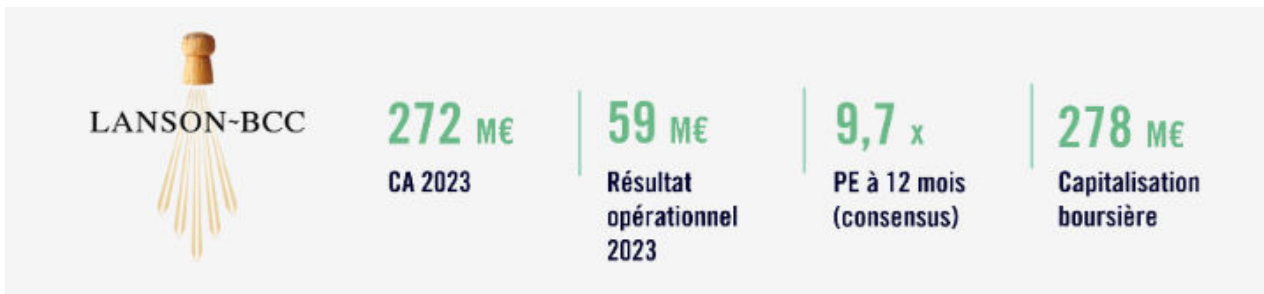 LANSON-BCC
272 M€
CA 2023
59 M€
Résultat
opérationnel
2023
9,7 x
PE à 12 mois
(consensus)
278 M€
Capitalisation
boursière